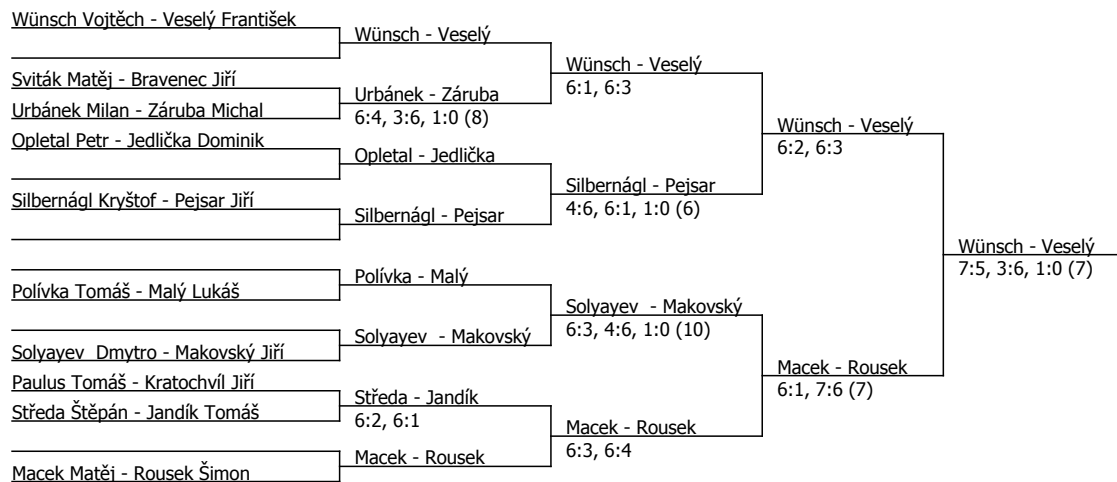 Wünsch Vojtěch - Veselý František
Wünsch - Veselý
Wünsch - Veselý
6:1, 6:3
Sviták Matěj - Bravenec Jiří
Urbánek - Záruba
6:4, 3:6, 1:0 (8)
Urbánek Milan - Záruba Michal
Wünsch - Veselý
6:2, 6:3
Opletal Petr - Jedlička Dominik
Opletal - Jedlička
Silbernágl - Pejsar
4:6, 6:1, 1:0 (6)
Silbernágl Kryštof - Pejsar Jiří
Silbernágl - Pejsar
Wünsch - Veselý
7:5, 3:6, 1:0 (7)
Polívka - Malý
Polívka Tomáš - Malý Lukáš
Solyayev  - Makovský
6:3, 4:6, 1:0 (10)
Solyayev  - Makovský
Solyayev  Dmytro - Makovský Jiří
Macek - Rousek
6:1, 7:6 (7)
Paulus Tomáš - Kratochvíl Jiří
Středa - Jandík
6:2, 6:1
Středa Štěpán - Jandík Tomáš
Macek - Rousek
6:3, 6:4
Macek - Rousek
Macek Matěj - Rousek Šimon